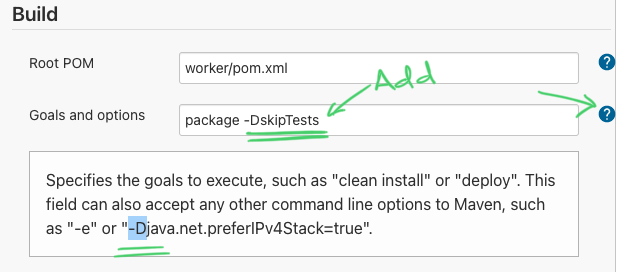 Build
Root POM
worker/pom.xml
?
Add
Goals and options
package -DskipTests
?
Specifies the goals to execute, such as "clean install" or "deploy". This
field can also accept any other command line options to Maven, such
as "-e" or "-Djava.net.preferIPv4Stack=true".